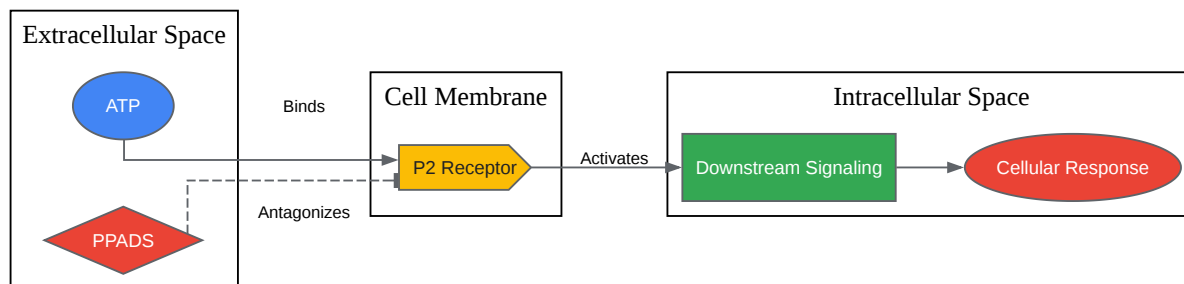 Extracellular Space
ATP
Binds
Cell Membrane
P2 Receptor
Antagonizes
PPADS
Activates
Intracellular Space
Downstream Signaling
Cellular Response